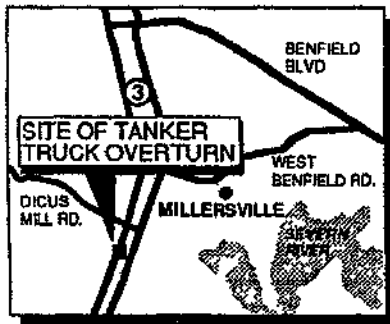 BENFIELD
BLVD
3
SITE OF TANKER
TRUCK OVERTURN
WEST
BENFIELD RD.
DICUS
MILL RD.
MILLERSVILLE
SEVERN
RIVER